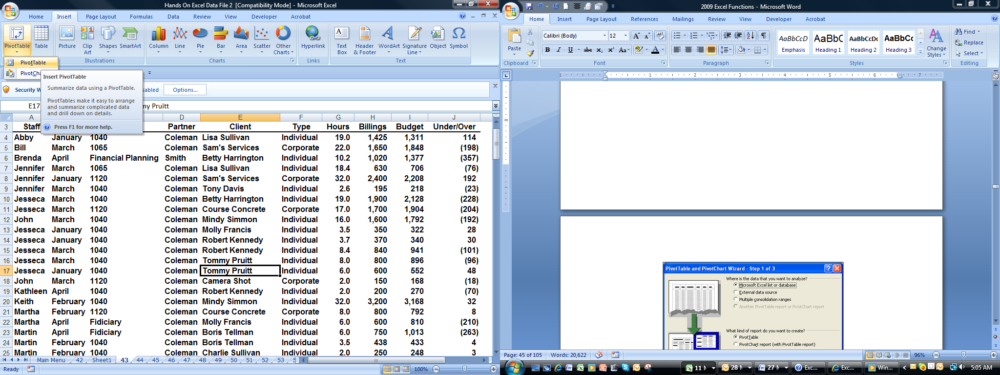 Hands On Excel Data File 2 [Compatibility Mode] - Microsoft Excel
Home Insert Page Layout Formulas Data Review View Developer Acrobat
PivotTable Table Picture Clip Art Shapes SmartArt Column Line Pie Bar Area Scatter Other Charts Hyperlink Text Box Header & Footer WordArt Signature Line Object Symbol
Illustrations Charts Links Text
PivotTable
PivotCha
Insert PivotTable
Summarize data using a PivotTable.
PivotTables make it easy to arrange
and summarize complicated data
and drill down on details.
Press F1 for more help.
Security W
abled Options...
E17 my Pruitt
A D E F G H I J
3 Staff Partner Client Type Hours Billings Budget Under/Over
4 Abby January 1040 Coleman Lisa Sullivan Individual 19.0 1,425 1,311 114
5 Bill March 1065 Coleman Sam's Services Corporate 22.0 1,650 1,848 (198)
6 Brenda April Financial Planning Smith Betty Harrington Individual 10.2 1,020 1,377 (357)
7 Jennifer March 1065 Coleman Lisa Sullivan Individual 18.4 630 706 (76)
8 Jennifer January 1120 Coleman Sam's Services Corporate 32.0 2,400 2,208 192
9 Jennifer March 1040 Coleman Tony Davis Individual 2.6 195 218 (23)
10 Jesseca March 1040 Coleman Betty Harrington Individual 19.0 1,900 2,128 (228)
11 Jesseca March 1120 Coleman Course Concrete Corporate 17.0 1,700 1,904 (204)
12 John March 1040 Coleman Mindy Simmon Individual 16.0 1,600 1,792 (192)
13 Jesseca January 1040 Coleman Molly Francis Individual 3.5 350 322 28
14 Jesseca January 1040 Coleman Robert Kennedy Individual 3.7 370 340 30
15 Jesseca March 1040 Coleman Robert Kennedy Individual 8.4 840 941 (101)
16 Jesseca March 1040 Coleman Tommy Pruitt Individual 8.0 800 896 (96)
17 Jesseca January 1040 Coleman Tommy Pruitt Individual 6.0 600 552 48
18 John March 1120 Coleman Camera Shot Corporate 2.0 150 168 (18)
19 Kathleen April 1040 Coleman Robert Kennedy Individual 2.0 200 270 (70)
20 Keith February 1040 Coleman Mindy Simmon Individual 32.0 3,200 3,168 32
21 Martha February 1120 Coleman Course Concrete Corporate 8.0 800 792 8
22 Martha April Fidiciary Coleman Molly Francis Individual 6.0 600 810 (210)
23 Martin April Fidiciary Coleman Boris Tellman Individual 6.0 750 1,013 (263)
24 Martin February 1040 Coleman Boris Tellman Individual 3.5 438 433 4
25 Martin February 1040 Coleman Charlie Sullivan Individual 2.0 250 248 3
Main Menu 42 Sheet1 43 44 45 46 47 48 49 50 51 52 53 5
Ready 100%
2009 Excel Functions - Microsoft Word
Home Insert Page Layout References Mailings Review View Developer Acrobat
Paste Calibri (Body) 12 B I U abc x₂ x² Aa A
AaBbCcD AaBbC AaBbCcDc AaBbCc
Emphasis Heading 1 Heading 2 Heading 3 Change Styles
Find
Replace
Select
Clipboard Font Paragraph Styles Editing
1 1 2 3 4 5 6 7
8
PivotTable and PivotChart Wizard - Step 1 of 3
Where is the data that you want to analyze?
Microsoft Excel list or database
External data source
Multiple consolidation ranges
Another PivotTable report or PivotChart report
What kind of report do you want to create?
PivotTable
PivotChart report (with PivotTable report)
Page: 45 of 105 Words: 20,622 96%
11 M 28 M 27 M Exc... Exc... Win... 5:05 AM